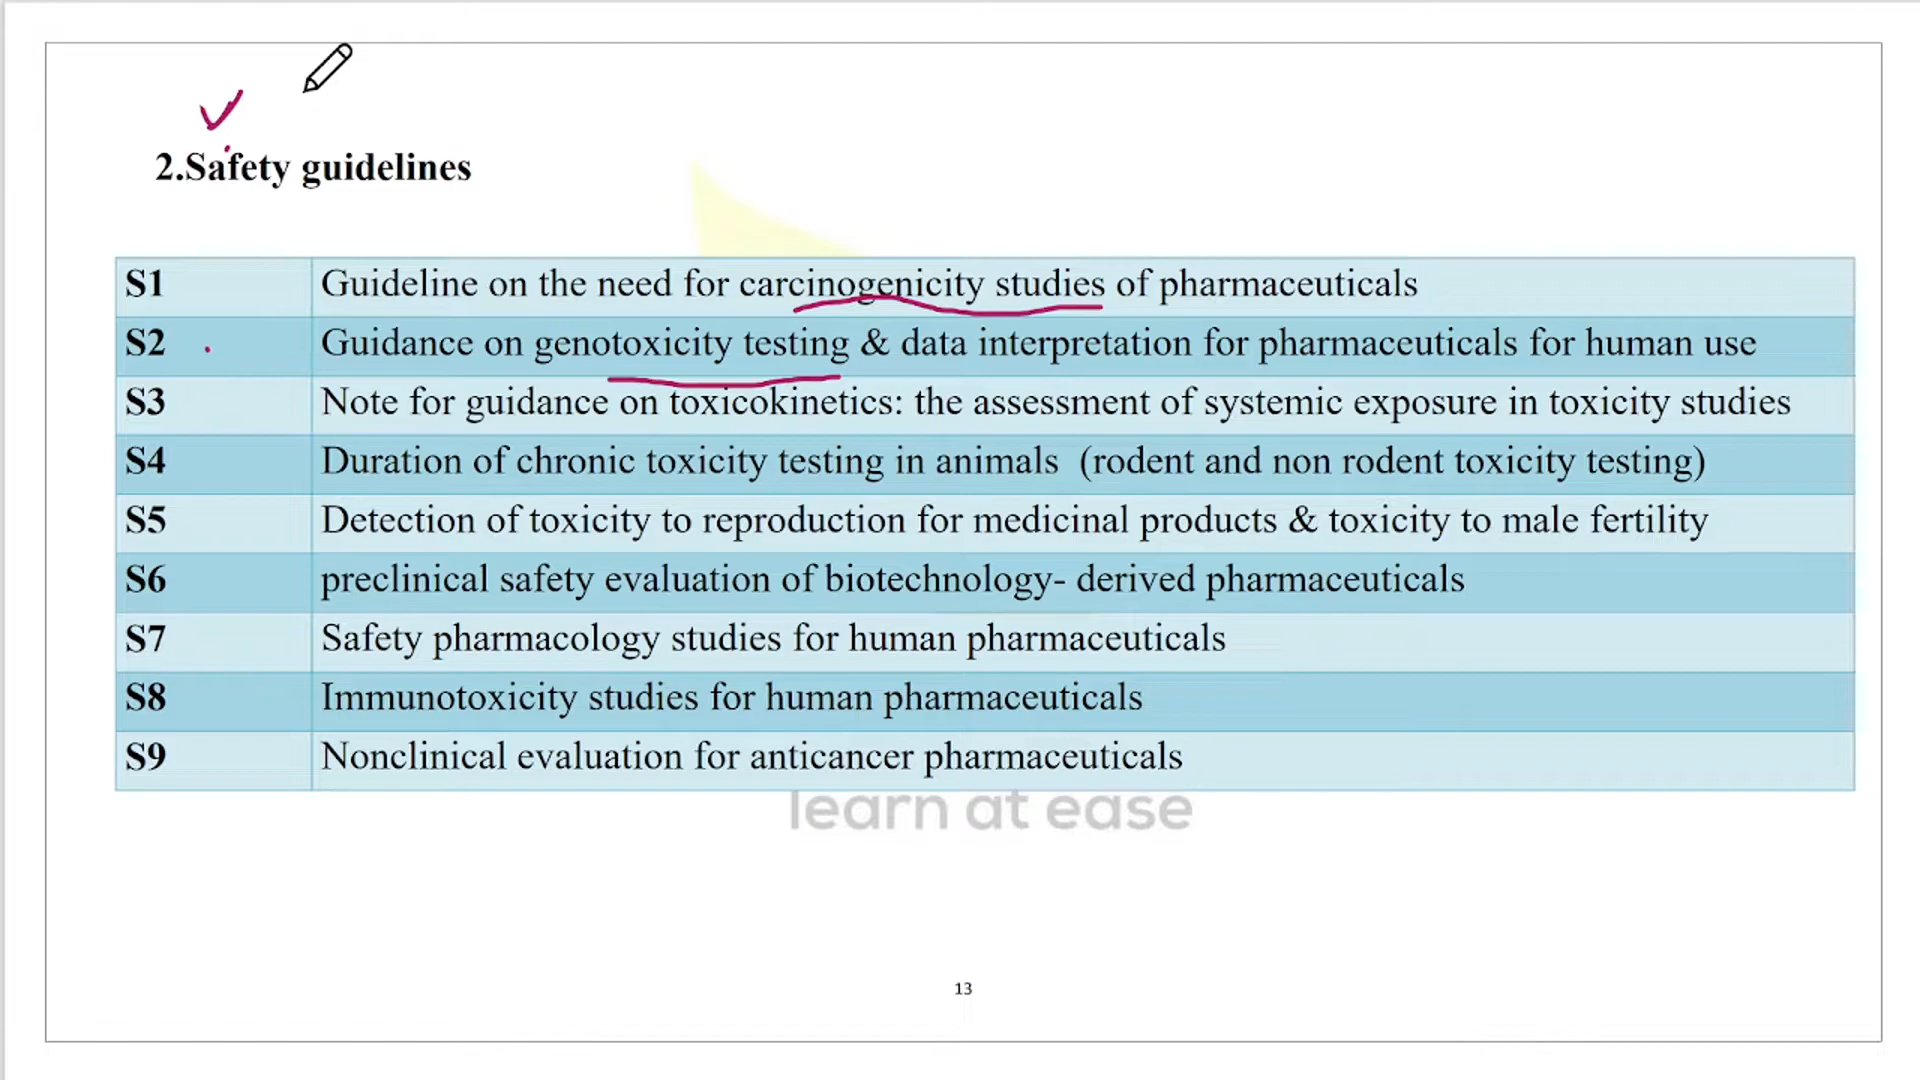 2.Safety guidelines
S1 Guideline on the need for carcinogenicity studies of pharmaceuticals
S2 Guidance on genotoxicity testing & data interpretation for pharmaceuticals for human use
S3 Note for guidance on toxicokinetics: the assessment of systemic exposure in toxicity studies
S4 Duration of chronic toxicity testing in animals (rodent and non rodent toxicity testing)
S5 Detection of toxicity to reproduction for medicinal products & toxicity to male fertility
S6 preclinical safety evaluation of biotechnology- derived pharmaceuticals
S7 Safety pharmacology studies for human pharmaceuticals
S8 Immunotoxicity studies for human pharmaceuticals
S9 Nonclinical evaluation for anticancer pharmaceuticals
learn at ease
13